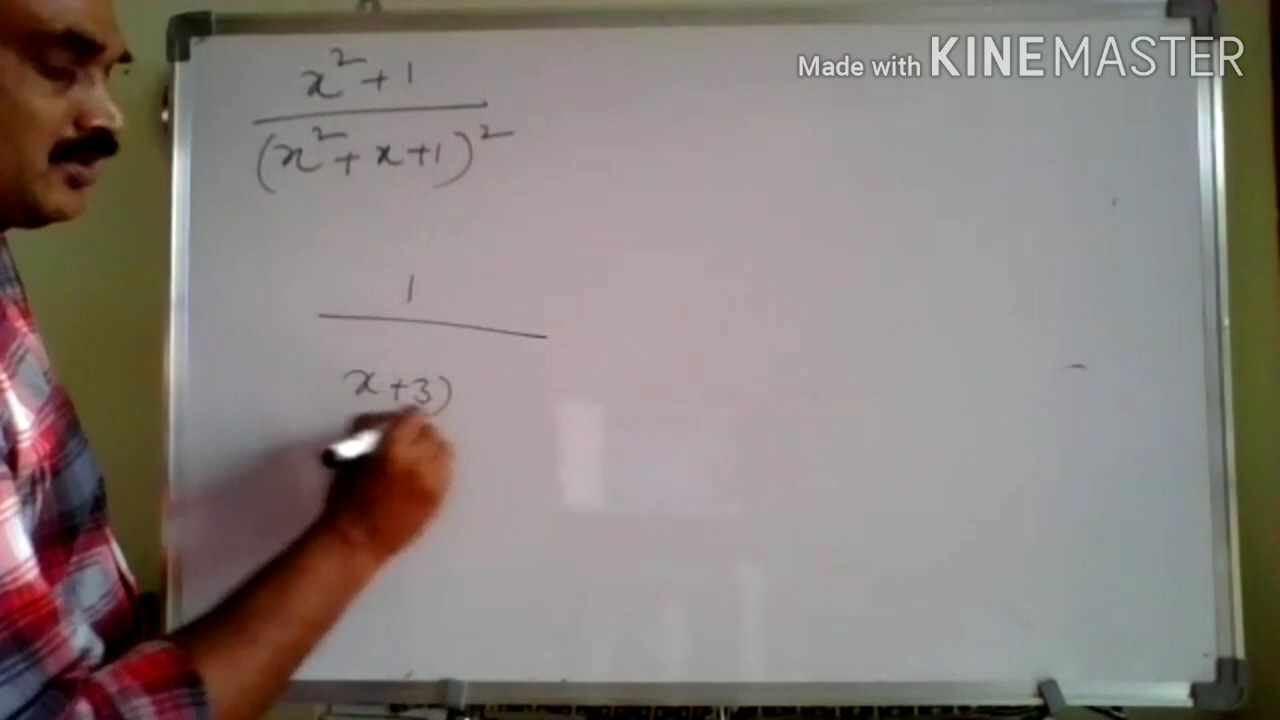 x² + 1
(x² + x + 1)²
1
x + 3)
Made with KINEMASTER